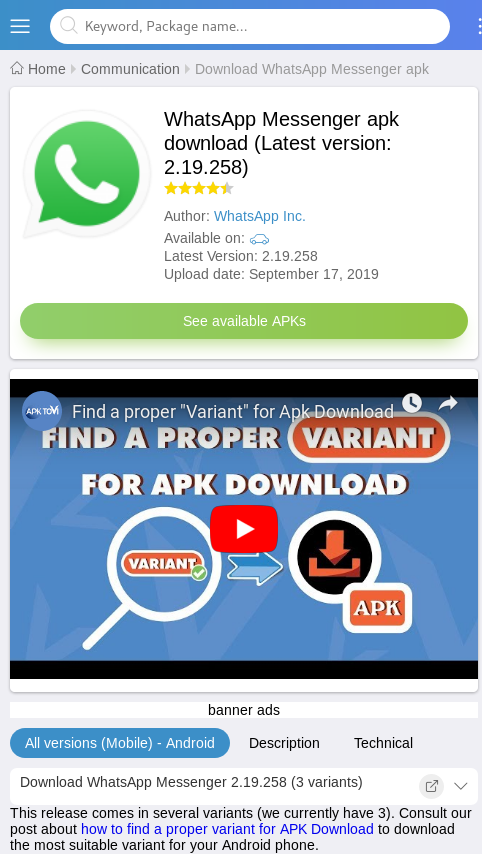 Keyword, Package name...
Home Communication Download WhatsApp Messenger apk
WhatsApp Messenger apk
download (Latest version:
2.19.258)
Author: WhatsApp Inc.
Available on:
Latest Version: 2.19.258
Upload date: September 17, 2019
See available APKs
APK TOVI
Find a proper "Variant" for Apk Download
FIND A PROPER VARIANT
FOR APK DOWNLOAD
VARIANT
APK
banner ads
All versions (Mobile) - Android Description Technical
Download WhatsApp Messenger 2.19.258 (3 variants)
This release comes in several variants (we currently have 3). Consult our
post about how to find a proper variant for APK Download to download
the most suitable variant for your Android phone.